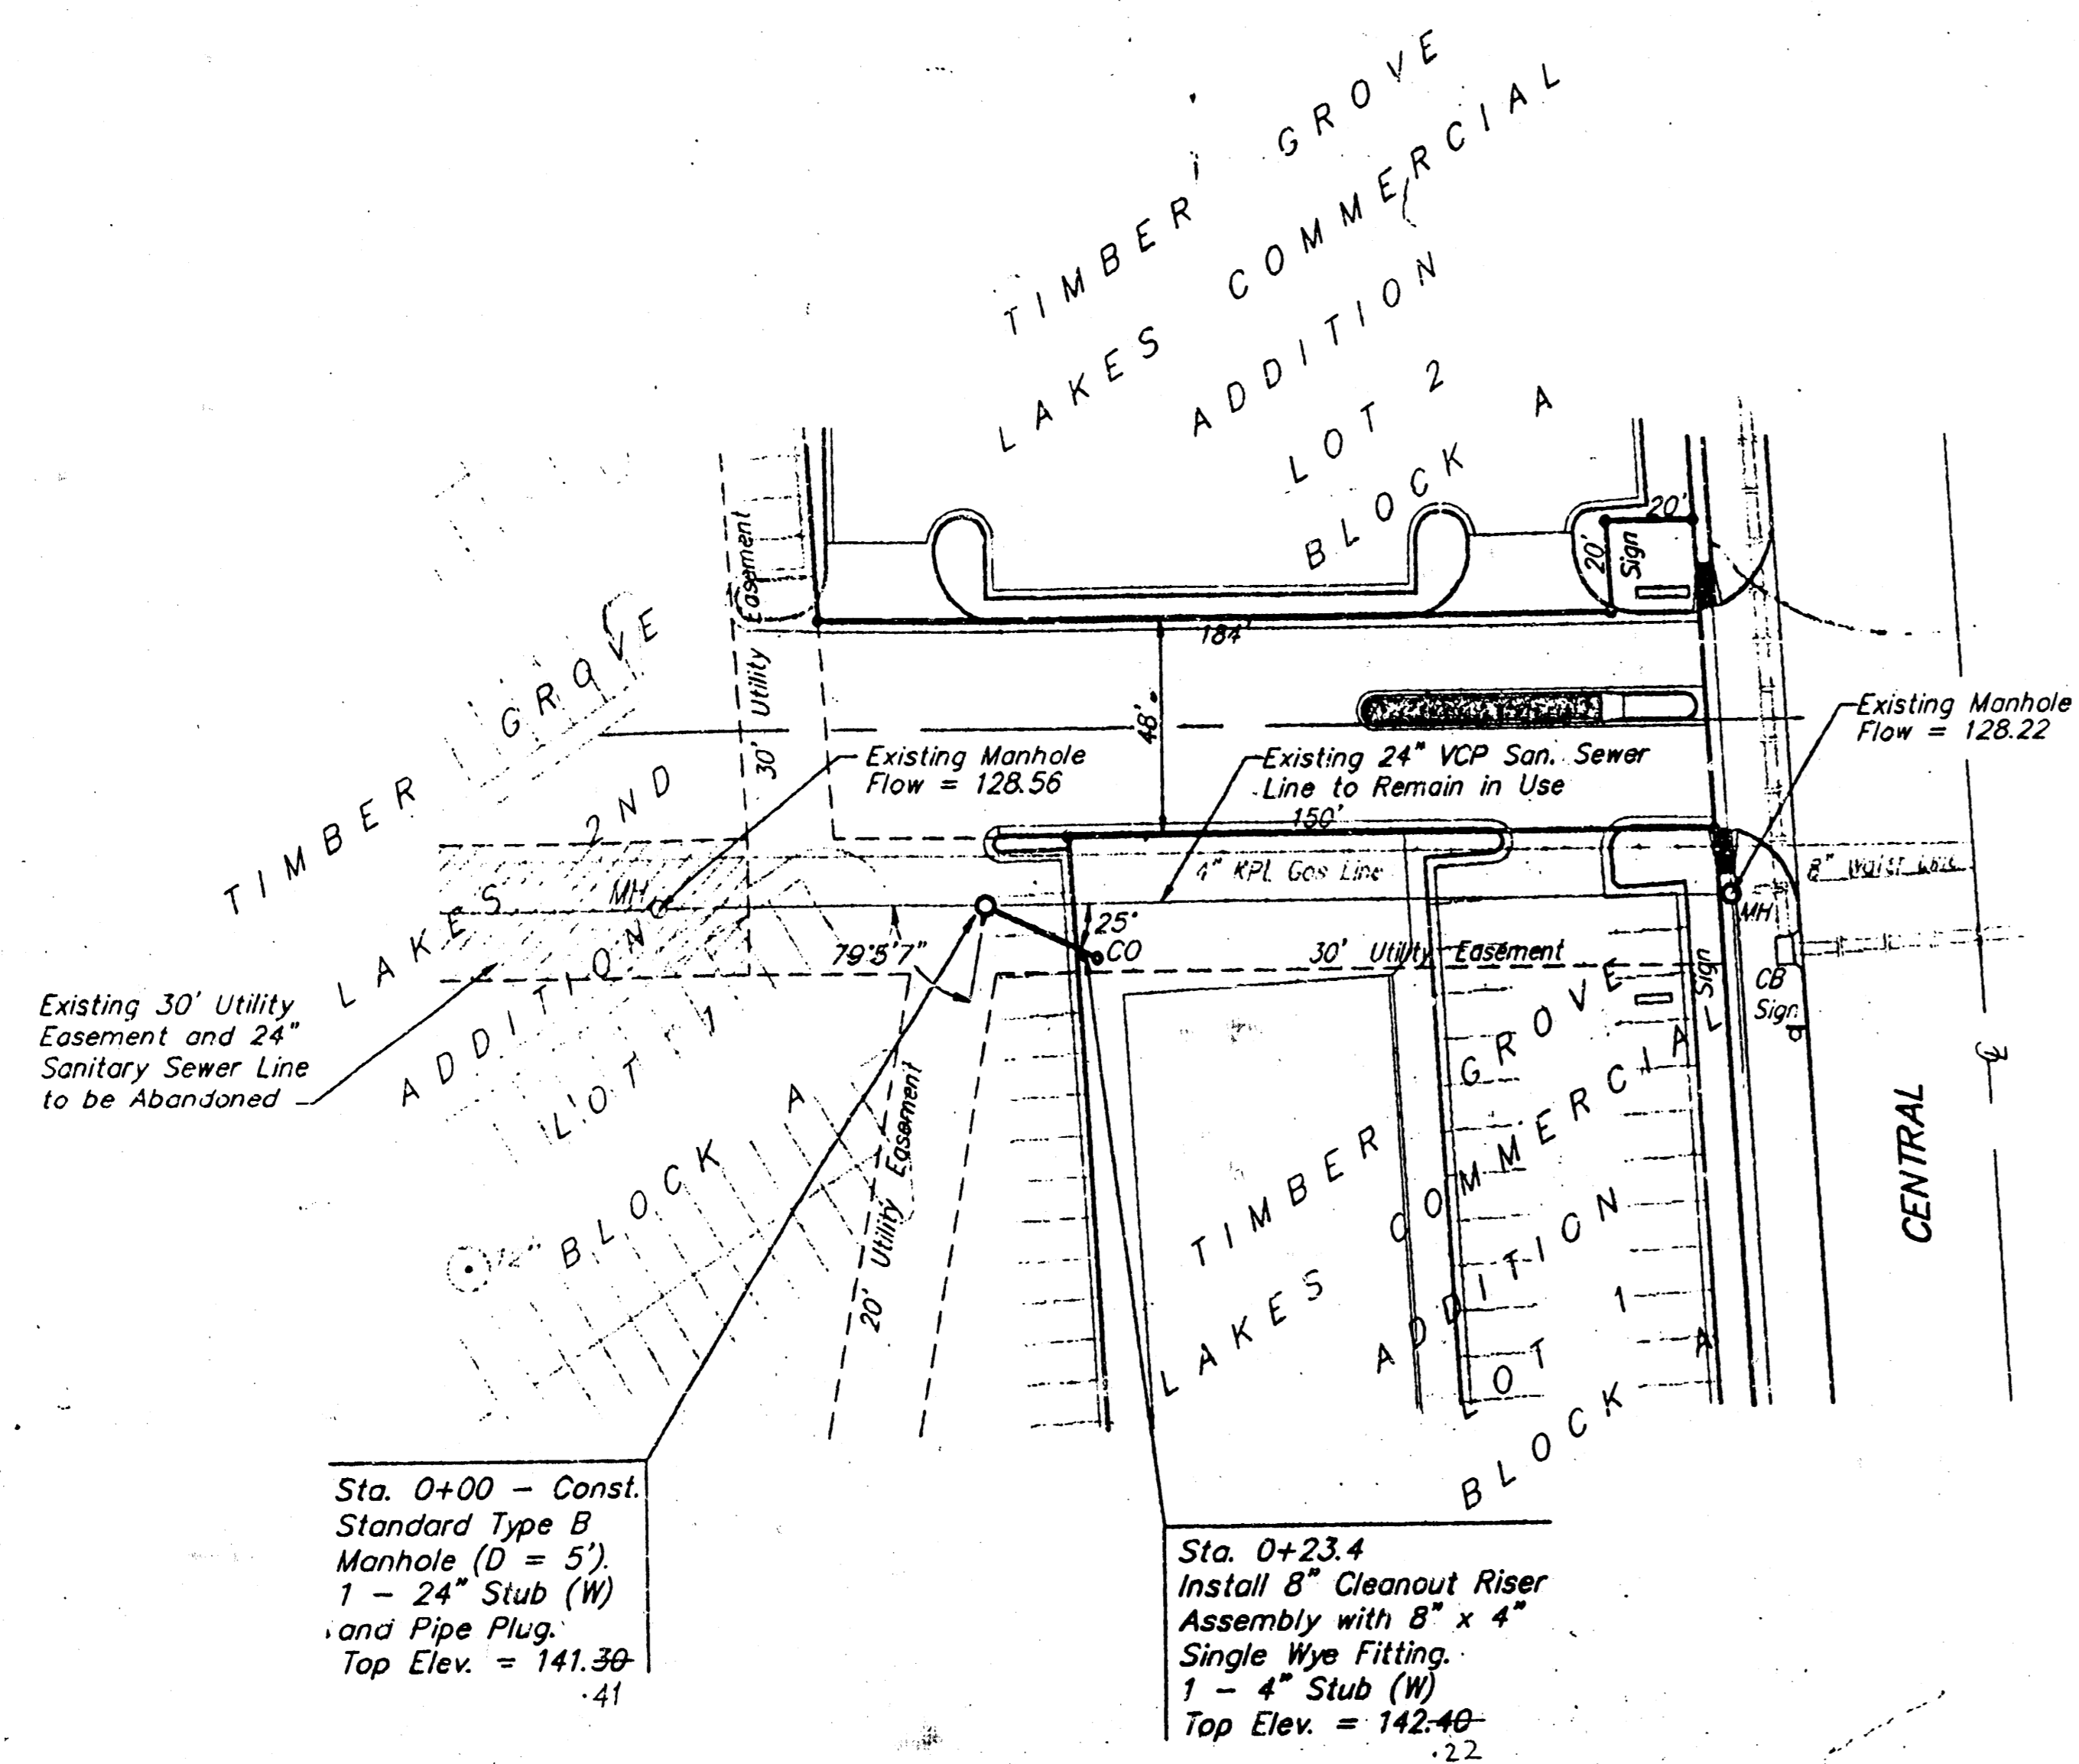 TIMBER GROVE
LAKES COMMERCIAL
ADDITION
LOT 2
BLOCK A
20'
20'
Sign
30' Utility Easement
184'
48'
TIMBER GROVE
LAKES 2ND
ADDITION
LOT 1
BLOCK A
Existing Manhole
Flow = 128.56
Existing 24" VCP San. Sewer
Line to Remain in Use
150'
Existing Manhole
Flow = 128.22
4" KPL Gas Line
8" Water Line
MH
MH
25°
CO
79°5'7"
30' Utility Easement
Sign
CB
Sign
Existing 30' Utility
Easement and 24"
Sanitary Sewer Line
to be Abandoned
20' Utility Easement
CENTRAL
TIMBER GROVE
LAKES COMMERCIA
ADDITION
LOT 1
BLOCK A
Sta. 0+00 - Const.
Standard Type B
Manhole (D = 5').
1 - 24" Stub (W)
and Pipe Plug.
Top Elev. = 141.30
.41
Sta. 0+23.4
Install 8" Cleanout Riser
Assembly with 8" x 4"
Single Wye Fitting.
1 - 4" Stub (W)
Top Elev. = 142.40
.22